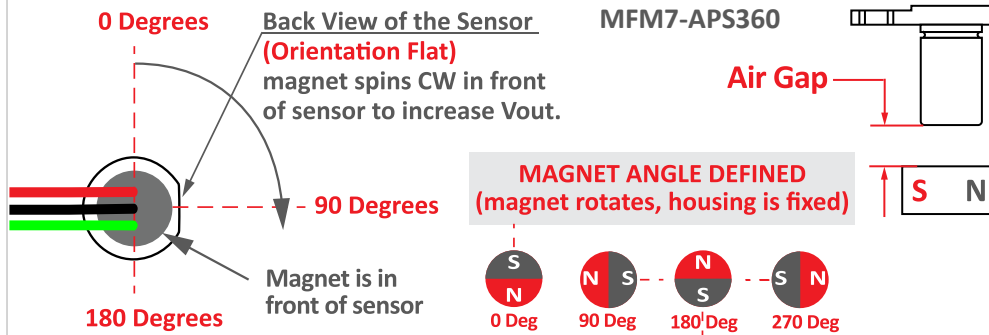 0 Degrees
Back View of the Sensor
(Orientation Flat)
magnet spins CW in front
of sensor to increase Vout.
MFM7-APS360
Air Gap
90 Degrees
MAGNET ANGLE DEFINED
(magnet rotates, housing is fixed)
S N
Magnet is in
front of sensor
180 Degrees
S
N
0 Deg
N S
90 Deg
N
S
180 Deg
S N
270 Deg